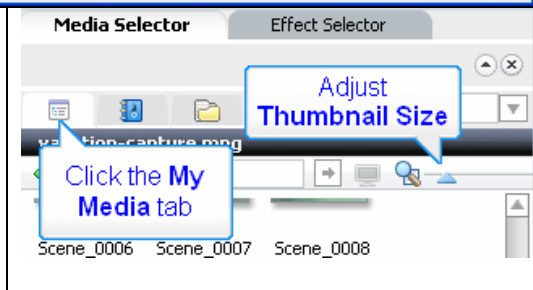 Media Selector Effect Selector
Adjust
Thumbnail Size
Click the My
Media tab
Scene_0006 Scene_0007 Scene_0008